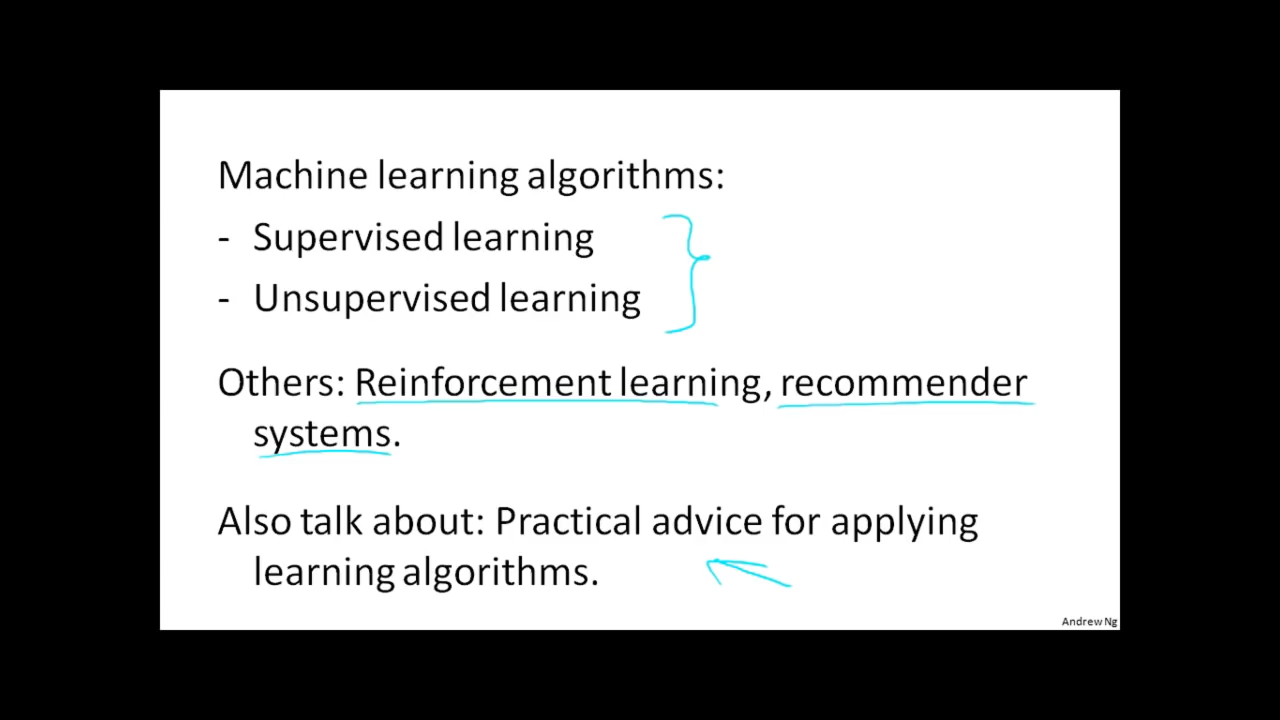 Machine learning algorithms:
- Supervised learning
- Unsupervised learning
Others: Reinforcement learning, recommender
systems.
Also talk about: Practical advice for applying
learning algorithms.
Andrew Ng